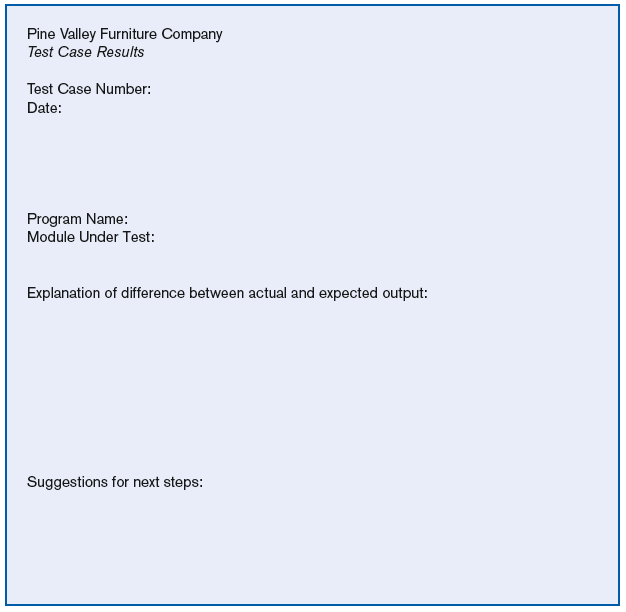 Pine Valley Furniture Company
Test Case Results
Test Case Number:
Date:
Program Name:
Module Under Test:
Explanation of difference between actual and expected output:
Suggestions for next steps: